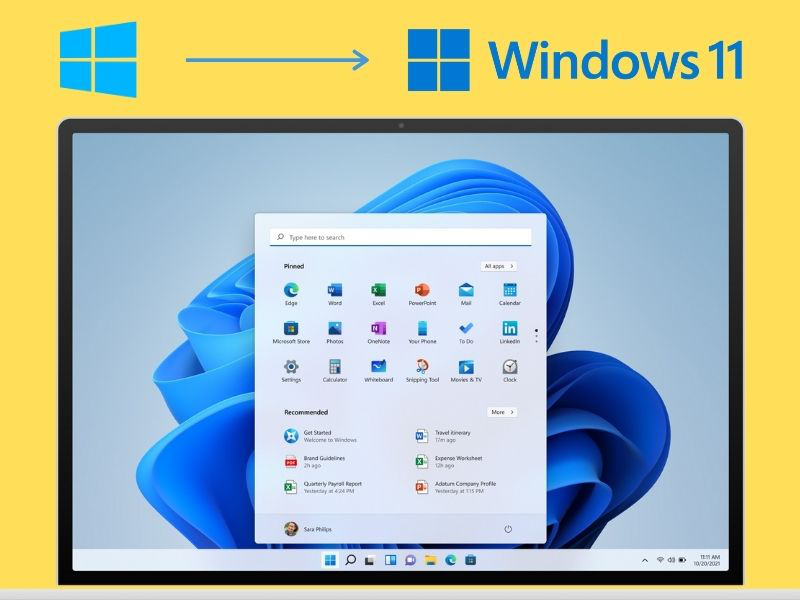 Windows 11
Type here to search
Pinned
All apps >
Edge Word Excel PowerPoint Mail Calendar
Microsoft Store Photos OneNote Your Phone To Do LinkedIn
Settings Calculator Whiteboard Snipping Tool Movies & TV Clock
Recommended
More >
Get Started
Welcome to Windows
Travel itinerary
17m ago
Brand Guidelines
2h ago
Expense Worksheet
12h ago
Quarterly Payroll Report
Yesterday at 4:24 PM
Adatum Company Profile
Yesterday at 1:15 PM
Sara Philips
11:11 AM
10/20/2021